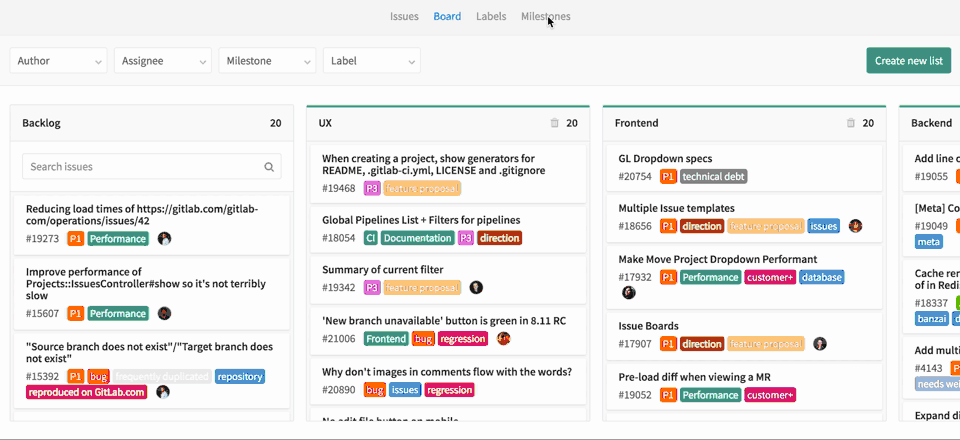 Issues Board Labels Milestones
Author Assignee Milestone Label Create new list
Backlog 20
Search issues
Reducing load times of https://gitlab.com/gitlab-
com/operations/issues/42
#19273 P1 Performance
Improve performance of
Projects::IssuesController#show so it's not terribly
slow
#15607 P1 Performance
"Source branch does not exist"/"Target branch does
not exist"
#15392 P1 bug frequently duplicated repository
reproduced on GitLab.com
UX 20
When creating a project, show generators for
README, .gitlab-ci.yml, LICENSE and .gitignore
#19468 P3 feature proposal
Global Pipelines List + Filters for pipelines
#18054 CI Documentation P3 direction
Summary of current filter
#19342 P3 feature proposal
'New branch unavailable' button is green in 8.11 RC
#21006 Frontend bug regression
Why don't images in comments flow with the words?
#20890 bug issues regression
No edit file button on mobile
Frontend 20
GL Dropdown specs
#20754 P1 technical debt
Multiple Issue templates
#18656 P1 direction feature proposal issues
Make Move Project Dropdown Performant
#17932 P1 Performance customer+ database
Issue Boards
#17907 P1 direction feature proposal
Pre-load diff when viewing a MR
#19052 P1 Performance customer+
Backend
Add line
#19055
[Meta] Co
#19049
meta
Cache rer
of in Redi
#18337
banzai
Add multi
#4143 P
needs wei
Expand di